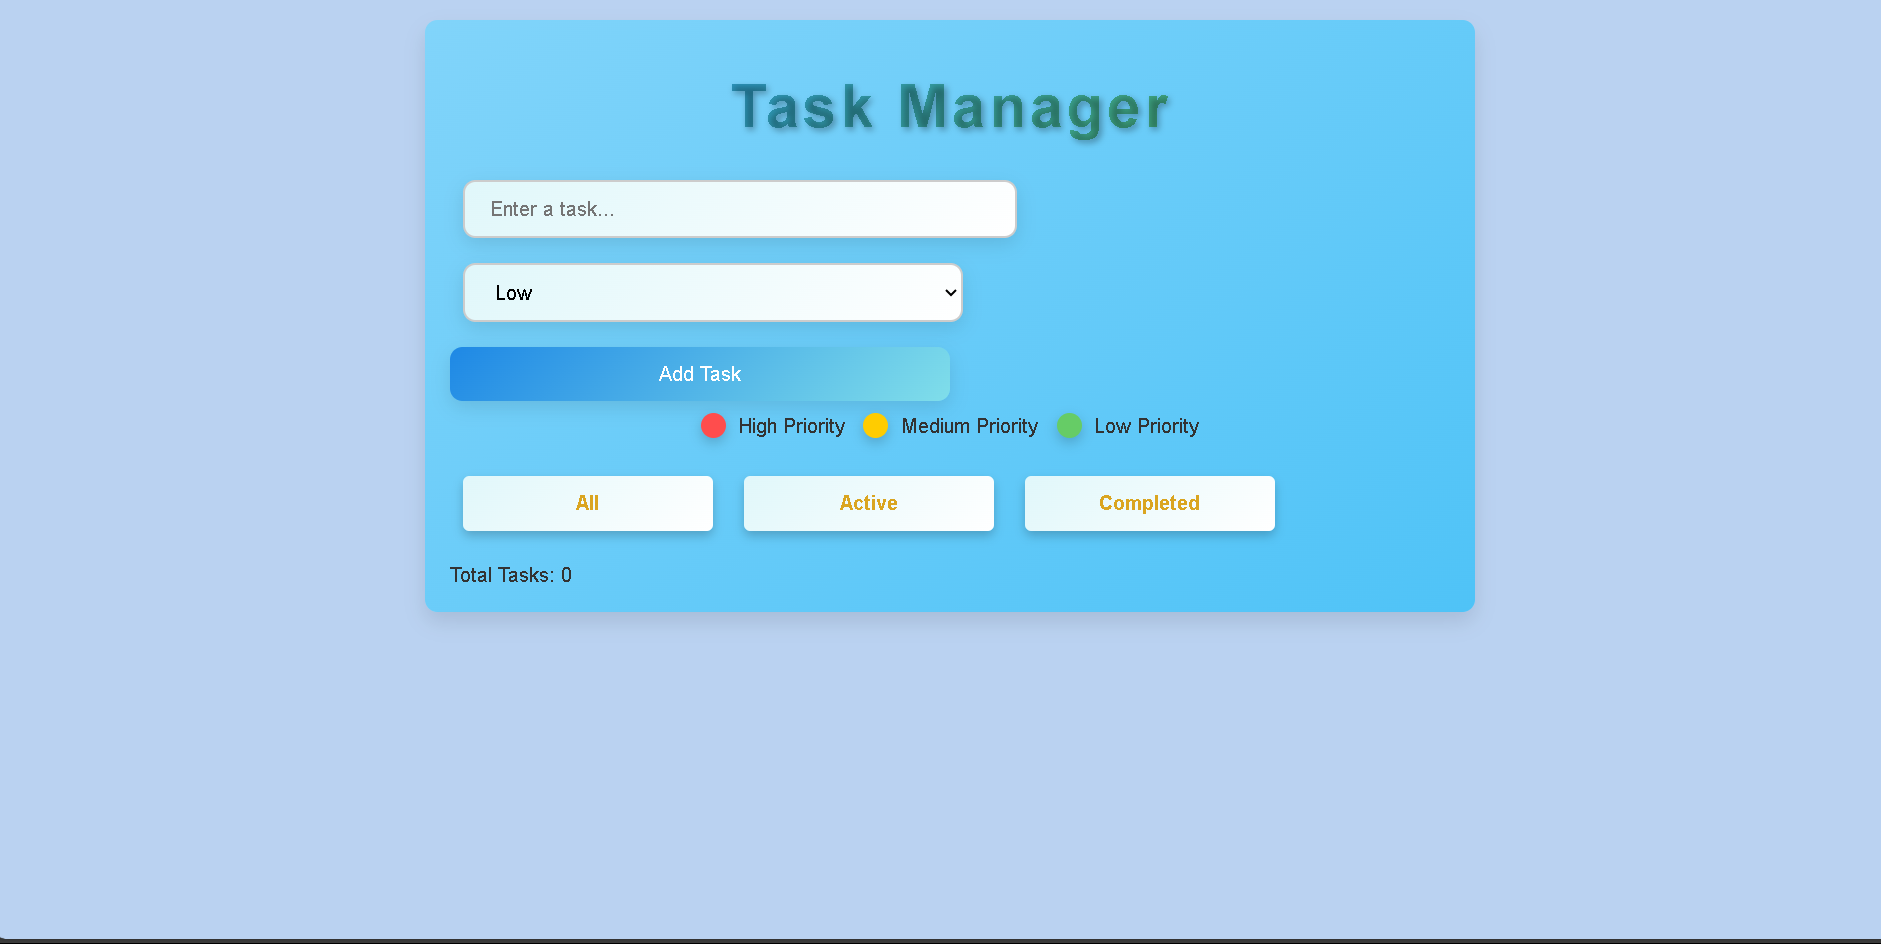 Task Manager
Enter a task...
Low
Add Task
High Priority Medium Priority Low Priority
All Active Completed
Total Tasks: 0